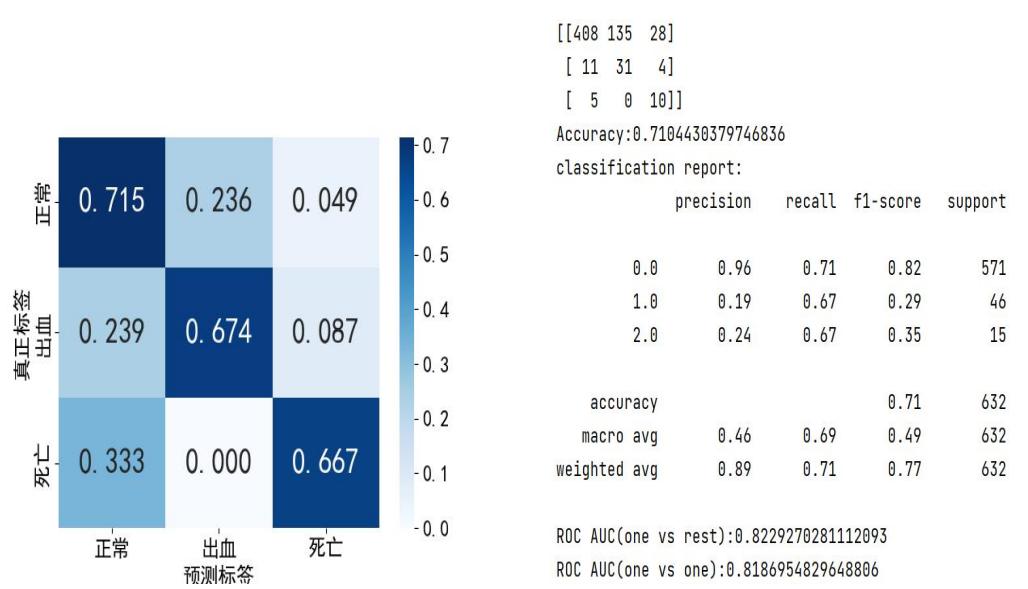 0.715 0.236 0.049
0.239 0.674 0.087
0.333 0.000 0.667
正常
出血
死亡
真正标签
正常 出血 死亡
预测标签
0.7
0.6
0.5
0.4
0.3
0.2
0.1
0.0
[[408 135 28]
[ 11 31 4]
[ 5 0 10]]
Accuracy:0.7104430379746836
classification report:
precision recall f1-score support
0.0 0.96 0.71 0.82 571
1.0 0.19 0.67 0.29 46
2.0 0.24 0.67 0.35 15
accuracy 0.71 632
macro avg 0.46 0.69 0.49 632
weighted avg 0.89 0.71 0.77 632
ROC AUC(one vs rest):0.8229270281112093
ROC AUC(one vs one):0.8186954829648806